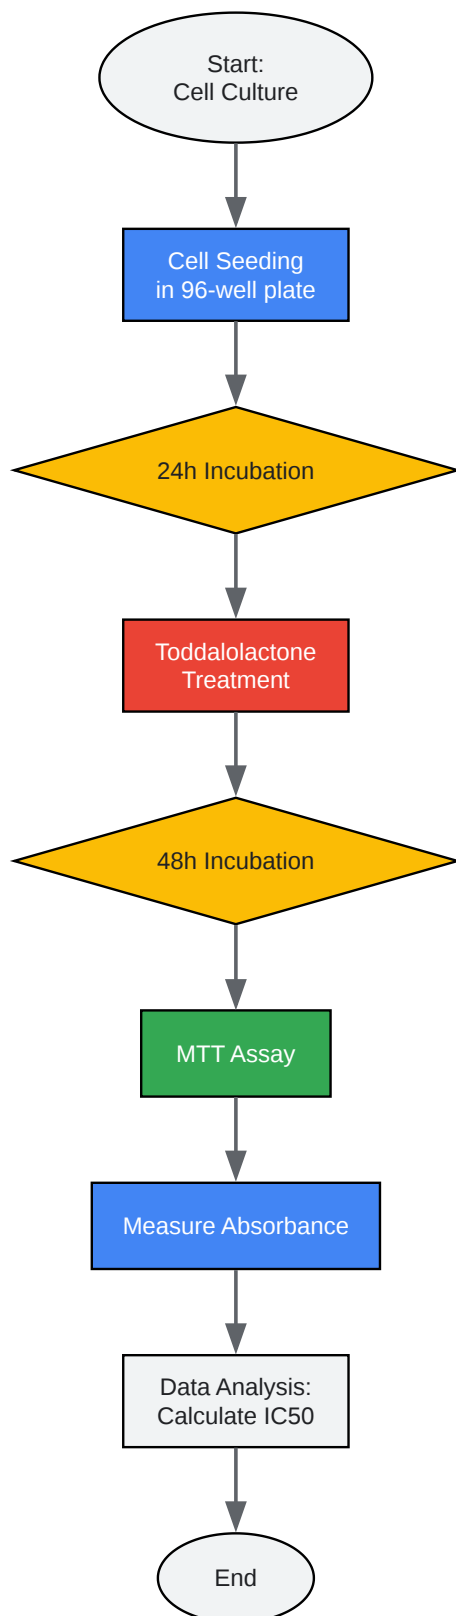 Start:
Cell Culture
Cell Seeding
in 96-well plate
24h Incubation
Toddalolactone
Treatment
48h Incubation
MTT Assay
Measure Absorbance
Data Analysis:
Calculate IC50
End